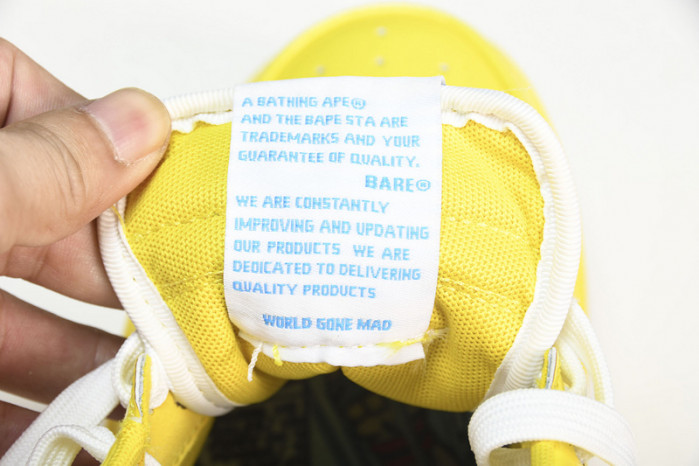 A BATHING APE®
AND THE BAPE STA ARE
TRADEMARKS AND YOUR
GUARANTEE OF QUALITY.
BARE®
WE ARE CONSTANTLY
IMPROVING AND UPDATING
OUR PRODUCTS WE ARE
DEDICATED TO DELIVERING
QUALITY PRODUCTS
WORLD GONE MAD